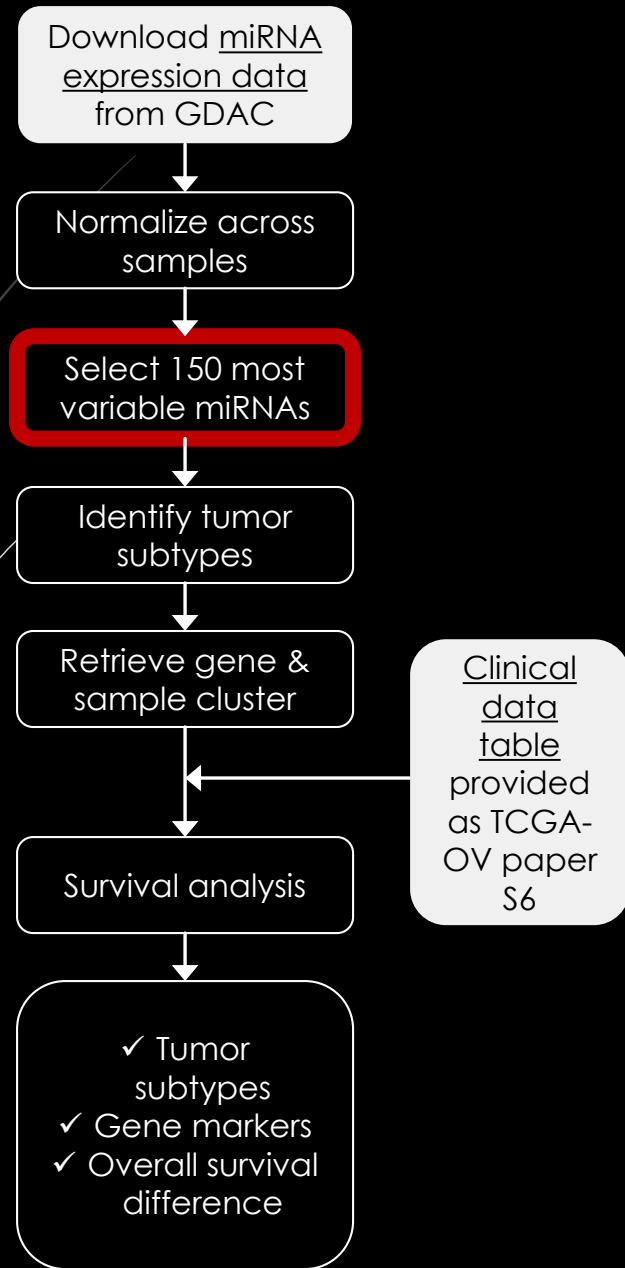 Download miRNA
expression data
from GDAC
Normalize across
samples
Select 150 most
variable miRNAs
Identify tumor
subtypes
Retrieve gene &
sample cluster
Clinical
data
table
provided
as TCGA-
OV paper
S6
Survival analysis
✓ Tumor
subtypes
✓ Gene markers
✓ Overall survival
difference